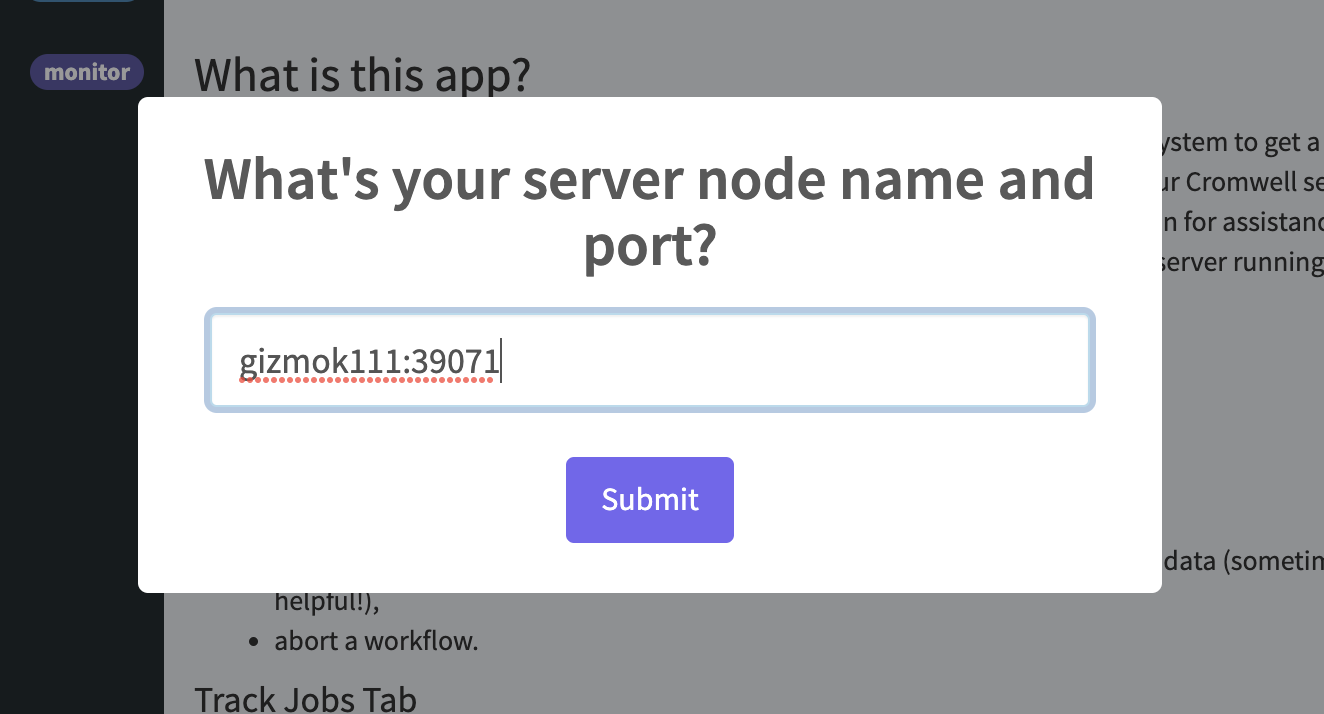 monitor
What is this app?
What's your server node name and
port?
gizmok111:39071
Submit
ystem to get a
ur Cromwell se
n for assistanc
server running
data (sometim
helpful!),
abort a workflow.
Track Jobs Tab